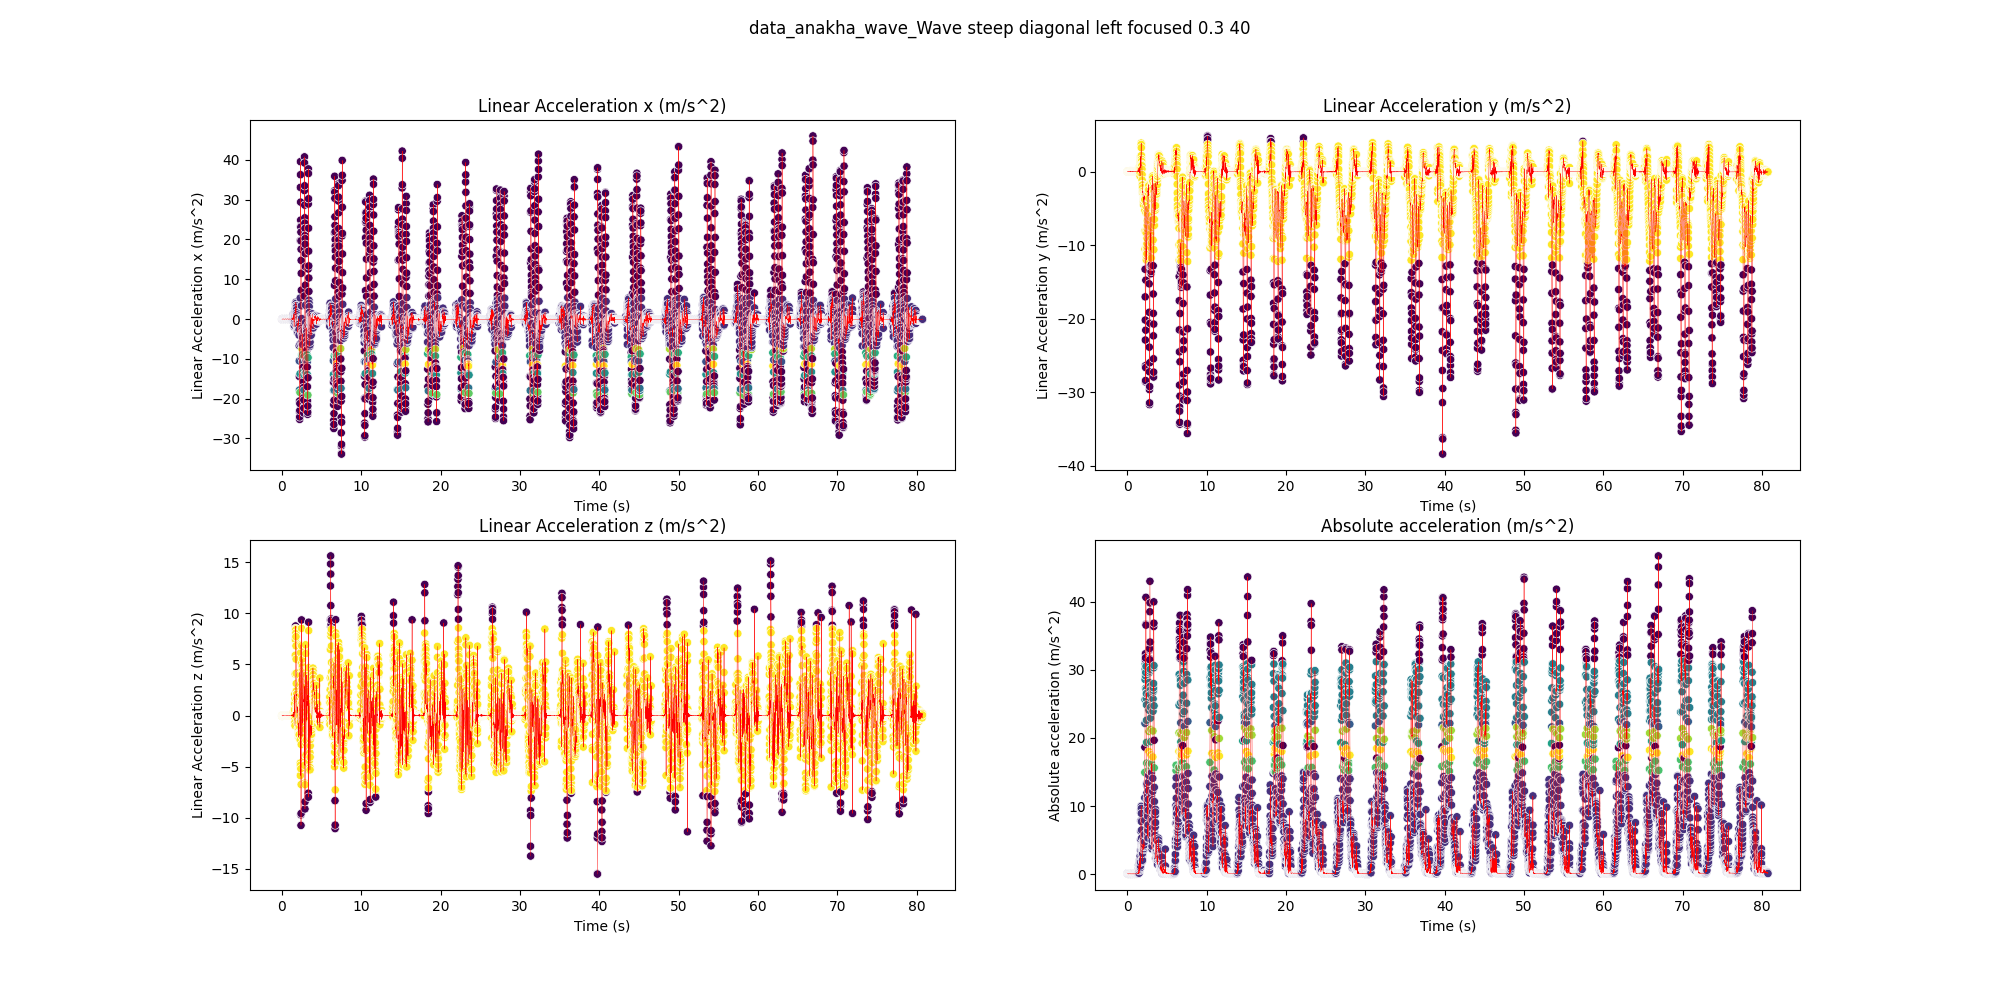 data_anakha_wave_Wave steep diagonal left focused 0.3 40
Linear Acceleration x (m/s^2)
Linear Acceleration x (m/s^2)
40
30
20
10
0
−10
−20
−30
0 10 20 30 40 50 60 70 80
Time (s)
Linear Acceleration y (m/s^2)
Linear Acceleration y (m/s^2)
0
−10
−20
−30
−40
0 10 20 30 40 50 60 70 80
Time (s)
Linear Acceleration z (m/s^2)
Linear Acceleration z (m/s^2)
15
10
5
0
−5
−10
−15
0 10 20 30 40 50 60 70 80
Time (s)
Absolute acceleration (m/s^2)
Absolute acceleration (m/s^2)
40
30
20
10
0
0 10 20 30 40 50 60 70 80
Time (s)